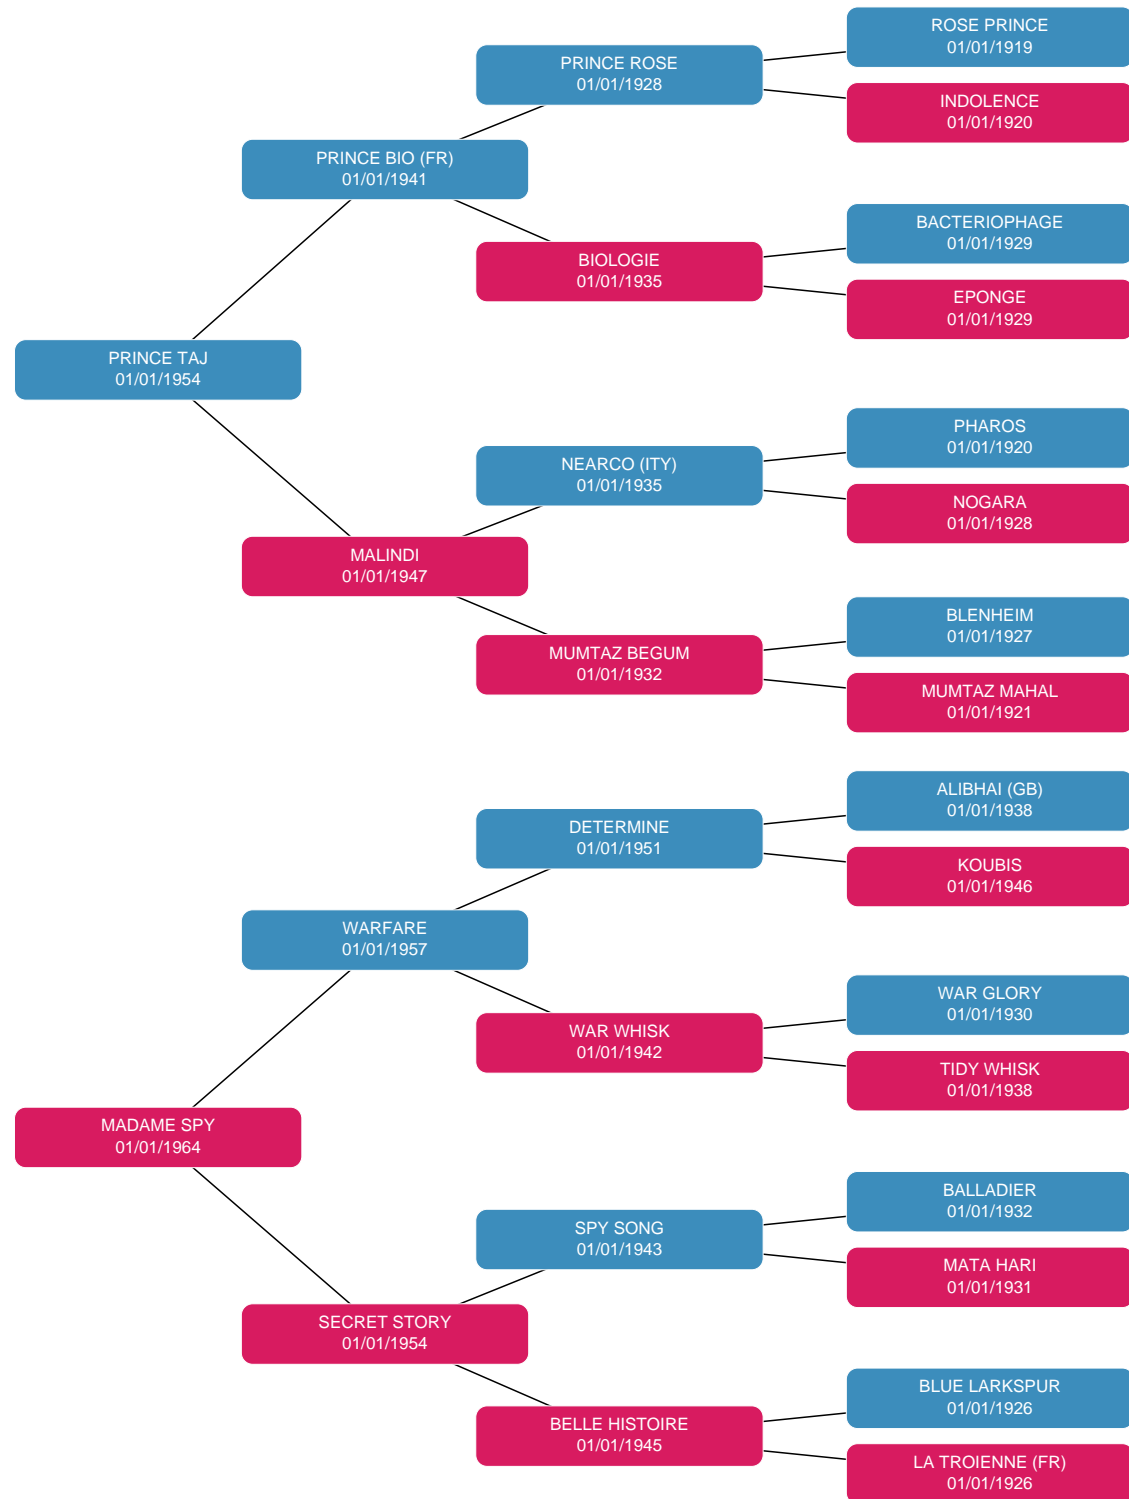 ROSE PRINCE
01/01/1919
PRINCE ROSE
01/01/1928
INDOLENCE
01/01/1920
PRINCE BIO (FR)
01/01/1941
BACTERIOPHAGE
01/01/1929
BIOLOGIE
01/01/1935
EPONGE
01/01/1929
PRINCE TAJ
01/01/1954
PHAROS
01/01/1920
NEARCO (ITY)
01/01/1935
NOGARA
01/01/1928
MALINDI
01/01/1947
BLENHEIM
01/01/1927
MUMTAZ BEGUM
01/01/1932
MUMTAZ MAHAL
01/01/1921
ALIBHAI (GB)
01/01/1938
DETERMINE
01/01/1951
KOUBIS
01/01/1946
WARFARE
01/01/1957
WAR GLORY
01/01/1930
WAR WHISK
01/01/1942
TIDY WHISK
01/01/1938
MADAME SPY
01/01/1964
BALLADIER
01/01/1932
SPY SONG
01/01/1943
MATA HARI
01/01/1931
SECRET STORY
01/01/1954
BLUE LARKSPUR
01/01/1926
BELLE HISTOIRE
01/01/1945
LA TROIENNE (FR)
01/01/1926